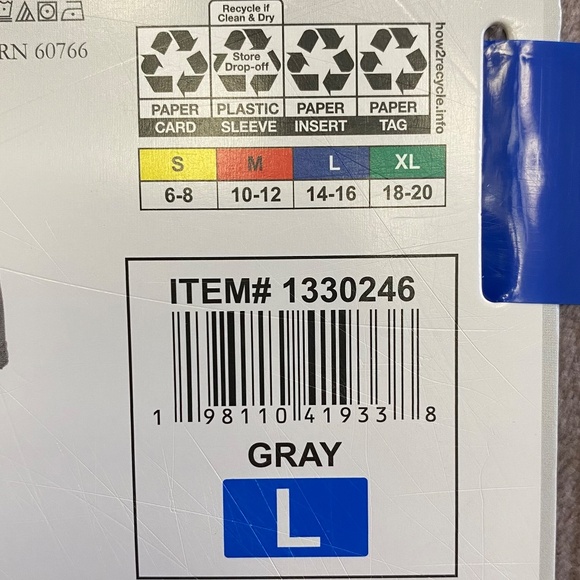 RN 60766
Recycle if
Clean & Dry
Store
Drop-off
PAPER PLASTIC PAPER PAPER
CARD SLEEVE INSERT TAG
how2recycle.info
S M L XL
6-8 10-12 14-16 18-20
ITEM# 1330246
1 98110 41933 8
GRAY
L